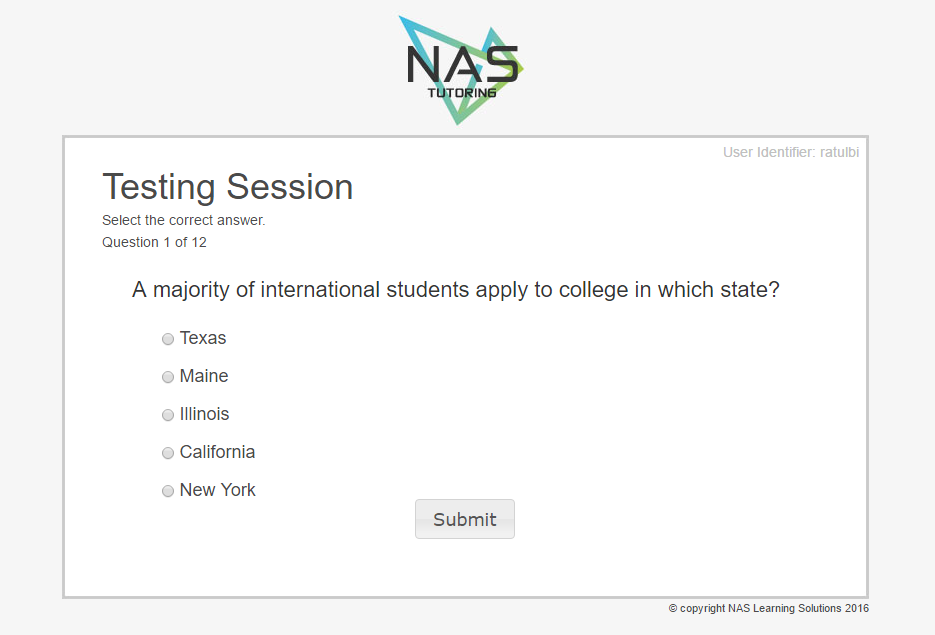 NAS
TUTORING
User Identifier: ratulbi
Testing Session
Select the correct answer.
Question 1 of 12
A majority of international students apply to college in which state?
Texas
Maine
Illinois
California
New York
Submit
© copyright NAS Learning Solutions 2016